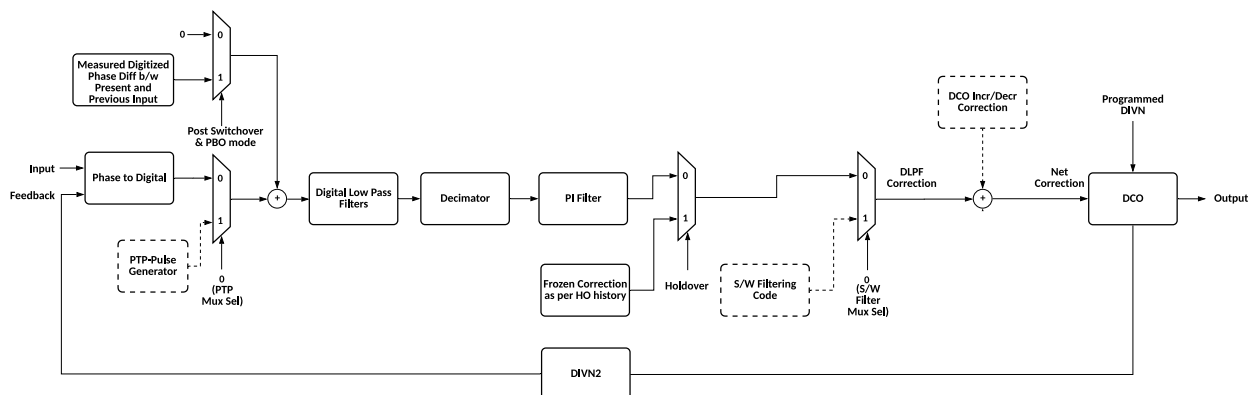 0
0
1
Measured Digitized
Phase Diff b/w
Present and
Previous Input
Post Switchover
& PBO mode
Input
Feedback
Phase to Digital
0
1
PTP-Pulse
Generator
0
(PTP
Mux Sel)
+
Digital Low Pass
Filters
Decimator
PI Filter
0
1
Frozen Correction
as per HO history
Holdover
S/W Filtering
Code
0
1
0
(S/W
Filter
Mux Sel)
DLPF
Correction
DCO Incr/Decr
Correction
+
Net
Correction
Programmed
DIVN
DCO
Output
DIVN2